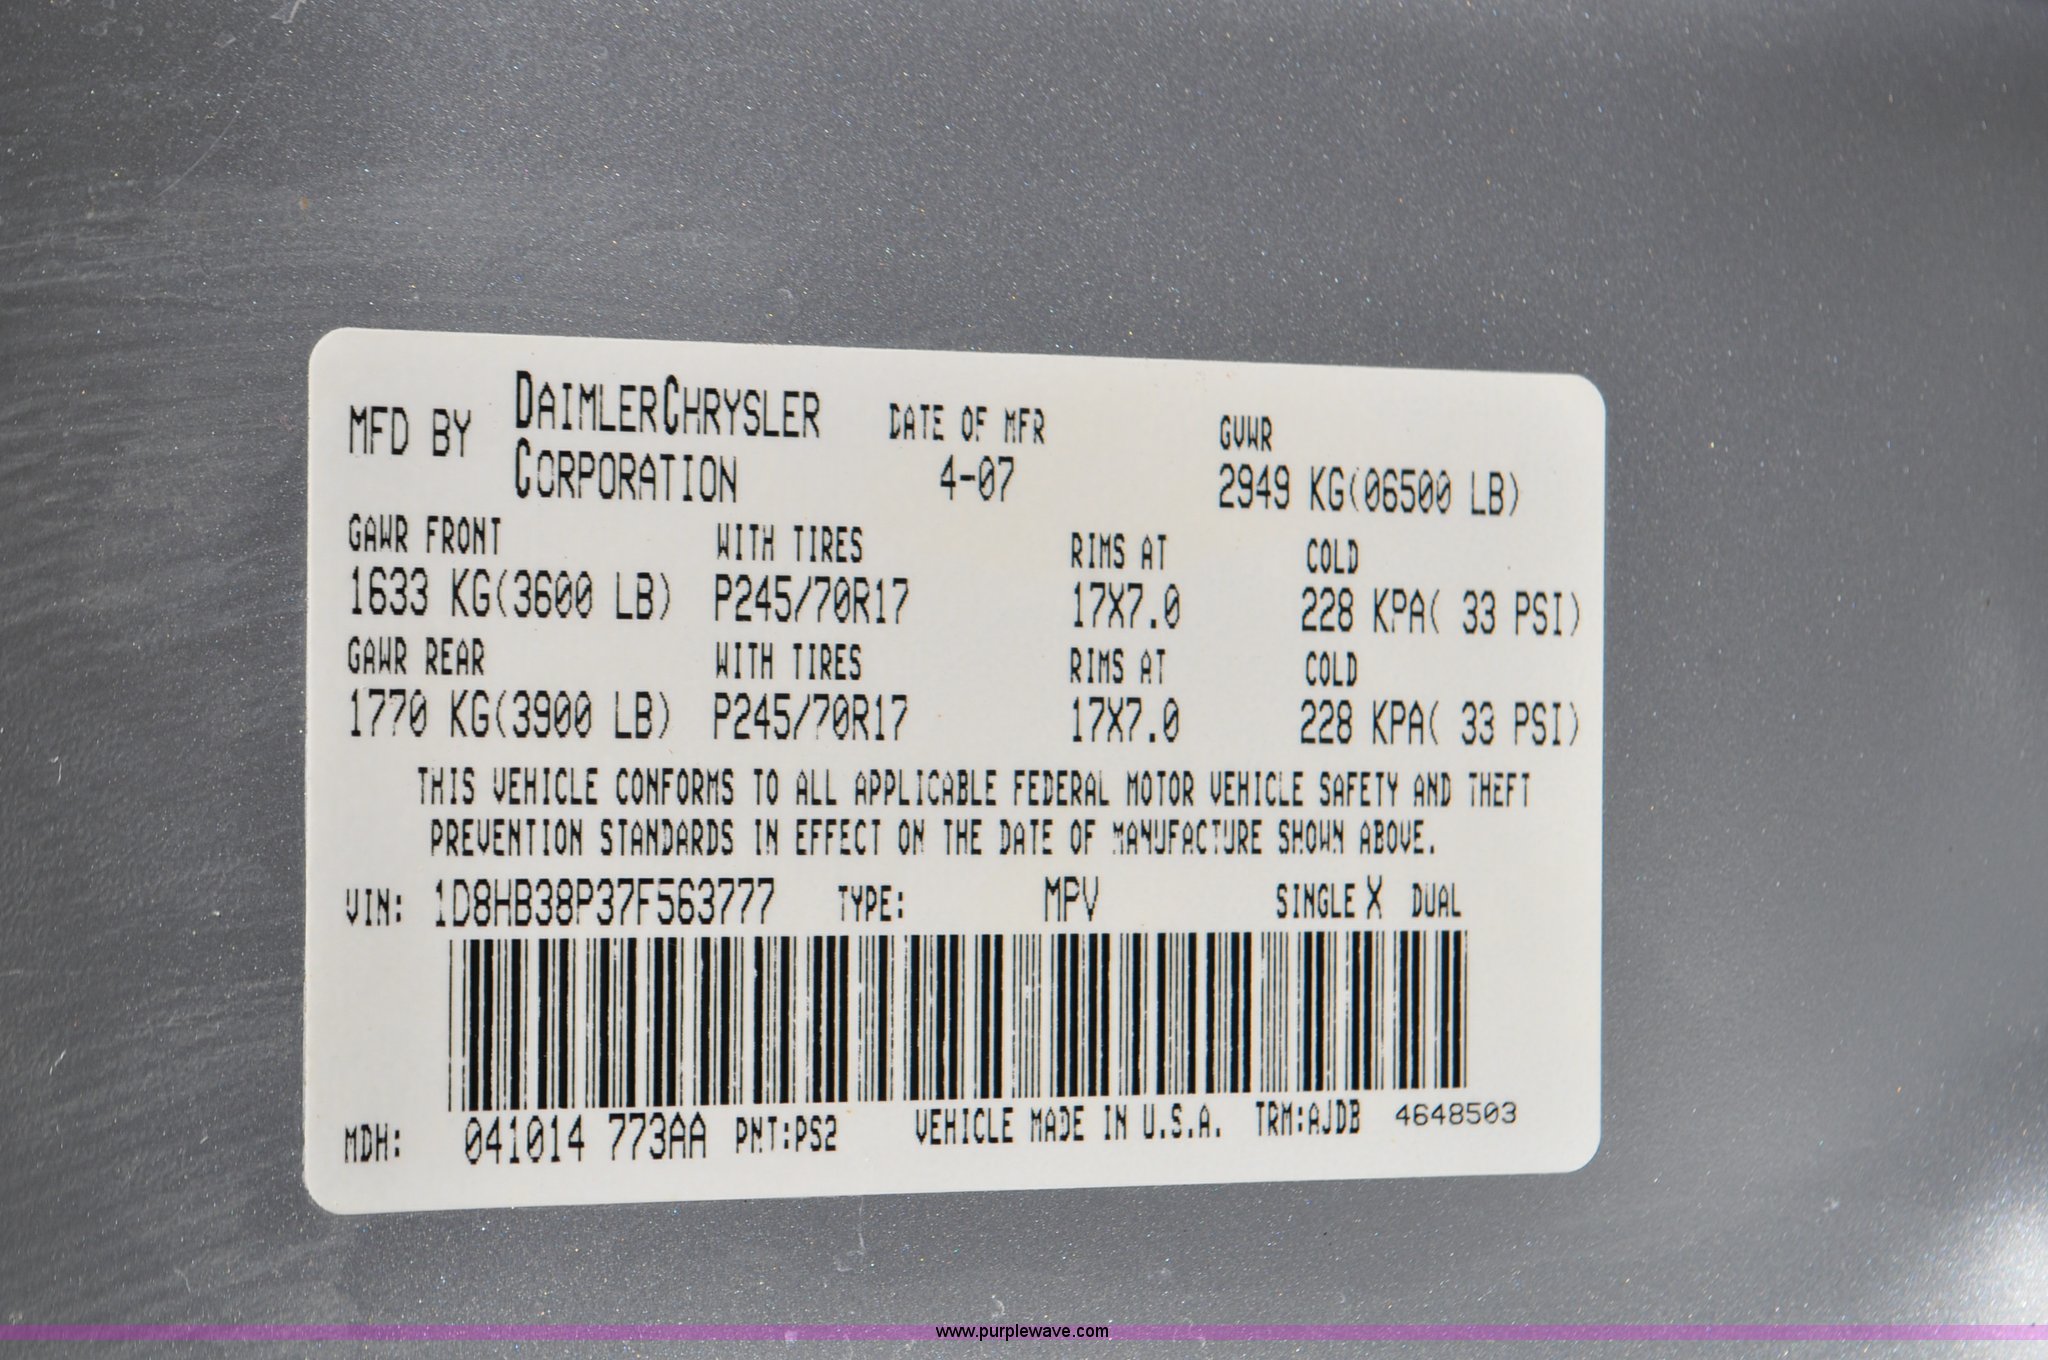 MFD BY DAIMLERCHRYSLER CORPORATION
DATE OF MFR
4-07
GVWR
2949 KG(06500 LB)
GAWR FRONT WITH TIRES RIMS AT COLD
1633 KG(3600 LB) P245/70R17 17X7.0 228 KPA( 33 PSI)
GAWR REAR WITH TIRES RIMS AT COLD
1770 KG(3900 LB) P245/70R17 17X7.0 228 KPA( 33 PSI)
THIS VEHICLE CONFORMS TO ALL APPLICABLE FEDERAL MOTOR VEHICLE SAFETY AND THEFT
PREVENTION STANDARDS IN EFFECT ON THE DATE OF MANUFACTURE SHOWN ABOVE.
VIN: 1D8HB38P37F563777 TYPE: MPV SINGLE X DUAL
MDH: 041014 773AA PNT:PS2 VEHICLE MADE IN U.S.A. TRM:AJDB 4648503
www.purplewave.com